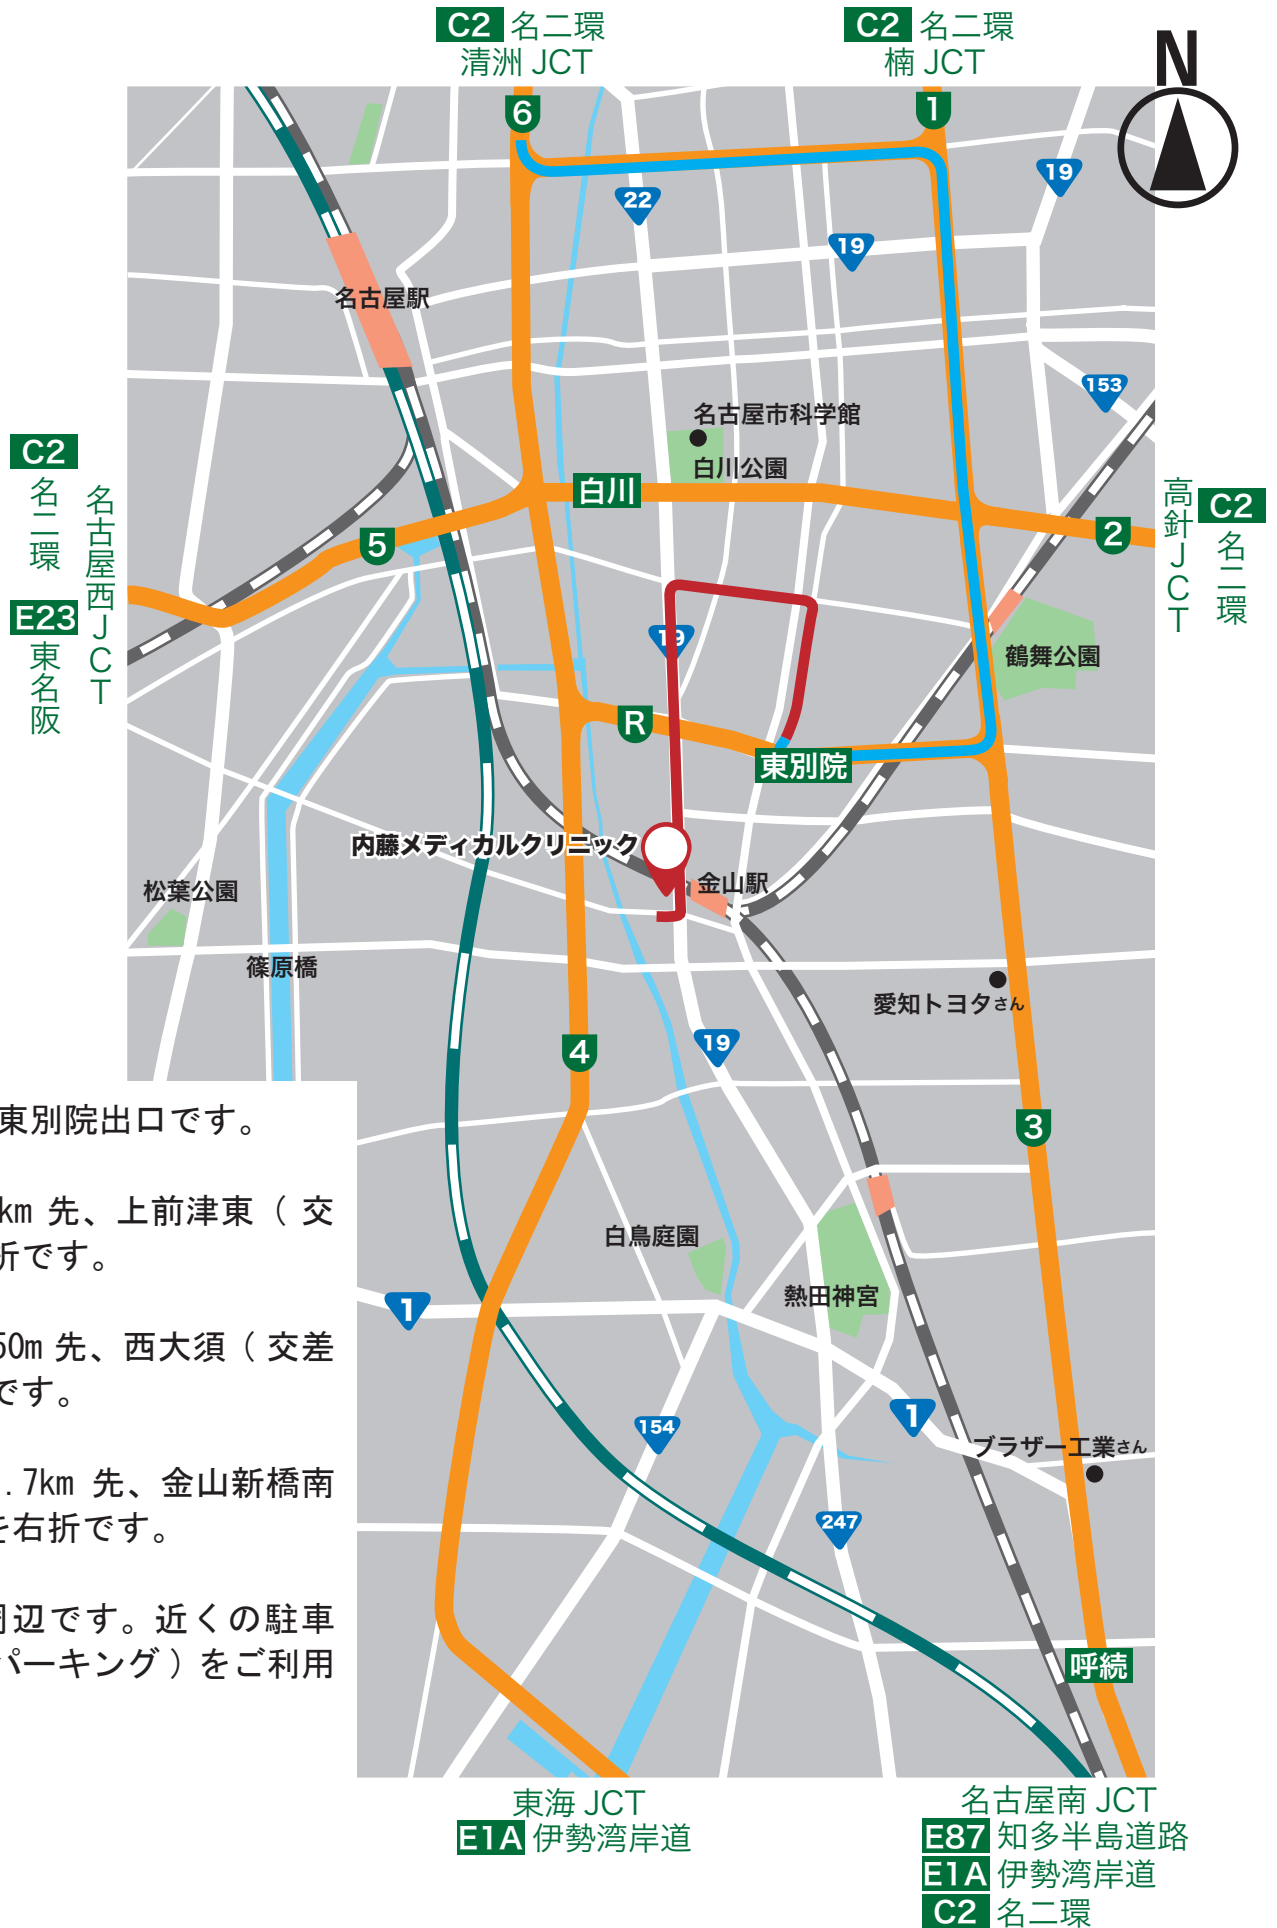 C2 名二環
清洲 JCT
C2 名二環
楠 JCT
N
6
1
19
22
19
名古屋駅
153
名古屋市科学館
白川公園
C2
名二環
名古屋西JCT
E23
東名阪
白川
高針JCT
C2
名二環
5
2
19
鶴舞公園
R
東別院
内藤メディカルクリニック
金山駅
松葉公園
篠原橋
愛知トヨタさん
19
4
3
東別院出口です。
km 先、上前津東（交
折です。
50m 先、西大須（交差
です。
.7km 先、金山新橋南
を右折です。
周辺です。近くの駐車
パーキング）をご利用
白鳥庭園
熱田神宮
1
1
154
ブラザー工業さん
247
呼続
東海 JCT
E1A 伊勢湾岸道
名古屋南 JCT
E87 知多半島道路
E1A 伊勢湾岸道
C2 名二環